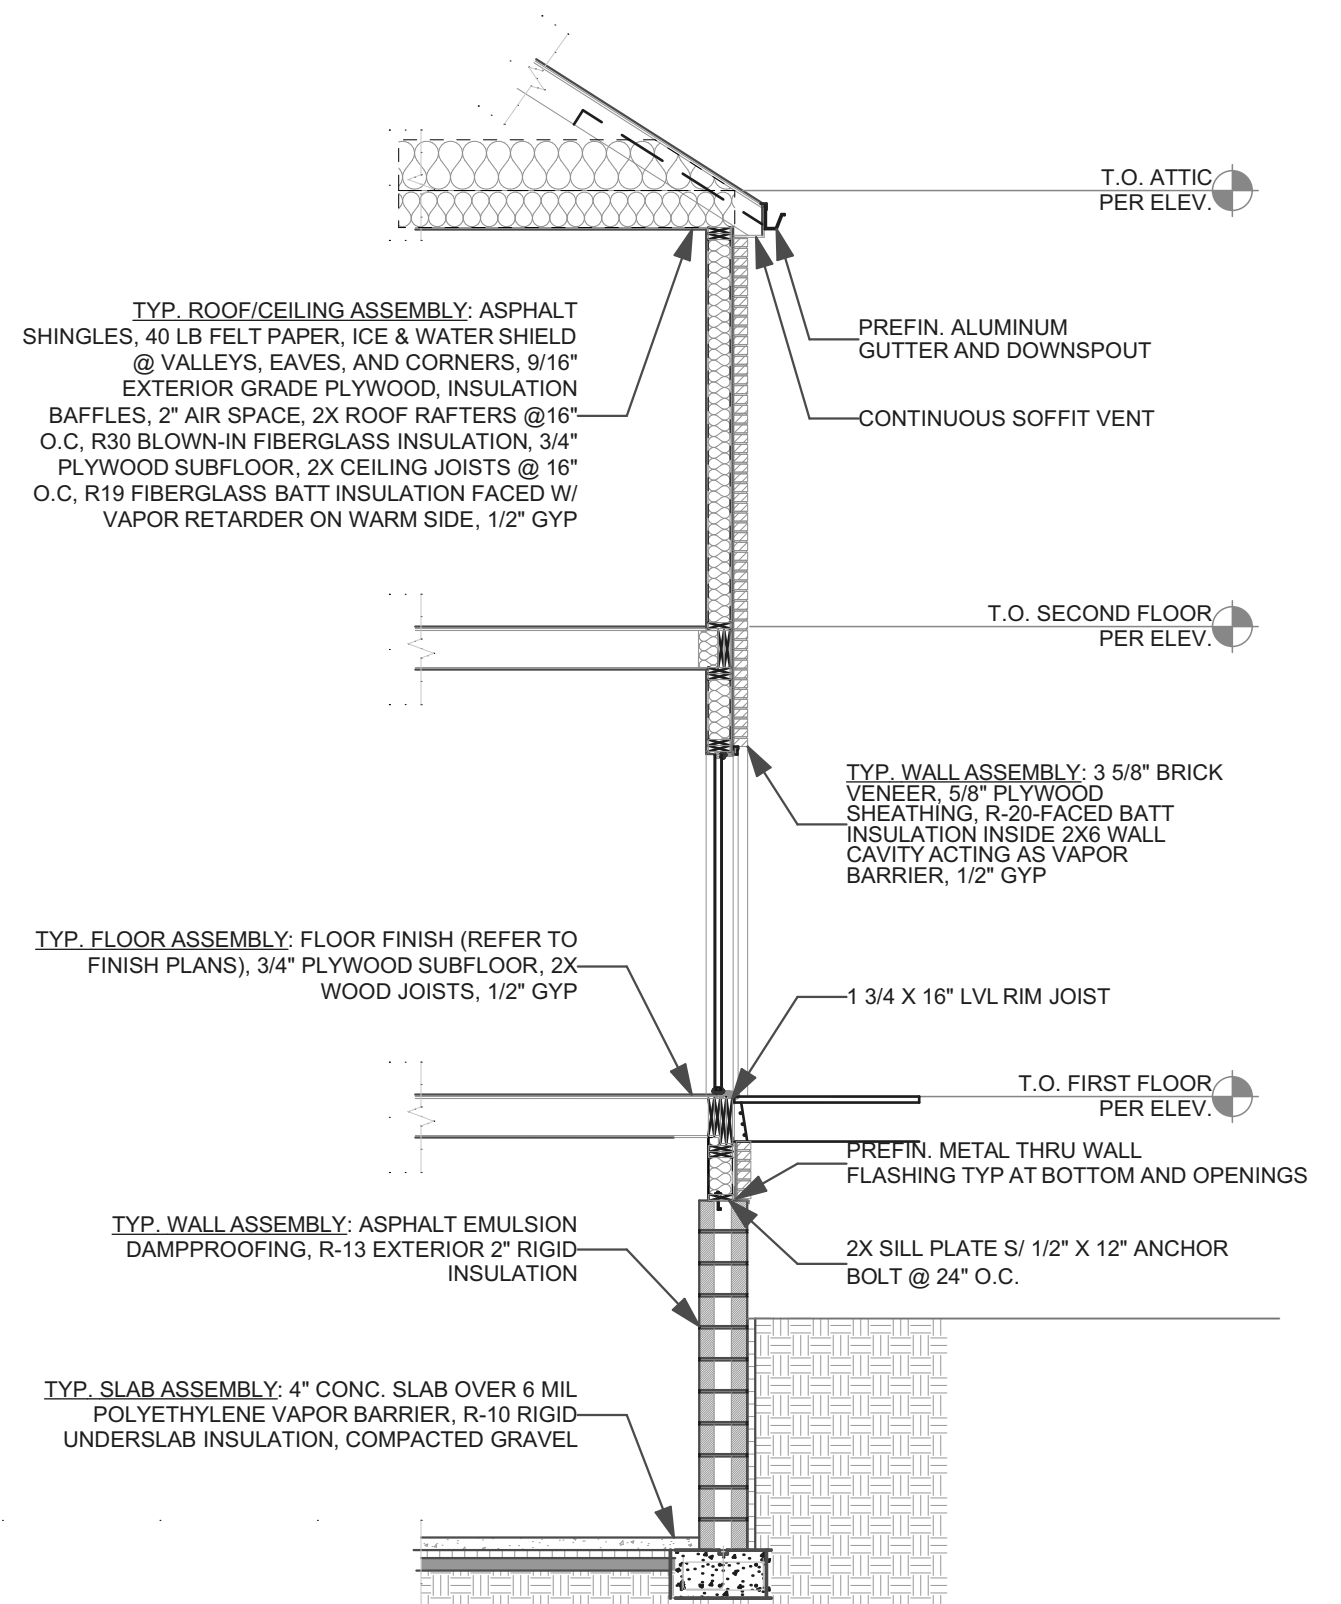 T.O. ATTIC
PER ELEV.
TYP. ROOF/CEILING ASSEMBLY: ASPHALT
SHINGLES, 40 LB FELT PAPER, ICE & WATER SHIELD
@ VALLEYS, EAVES, AND CORNERS, 9/16"
EXTERIOR GRADE PLYWOOD, INSULATION
BAFFLES, 2" AIR SPACE, 2X ROOF RAFTERS @16"
O.C, R30 BLOWN-IN FIBERGLASS INSULATION, 3/4"
PLYWOOD SUBFLOOR, 2X CEILING JOISTS @ 16"
O.C, R19 FIBERGLASS BATT INSULATION FACED W/
VAPOR RETARDER ON WARM SIDE, 1/2" GYP
PREFIN. ALUMINUM
GUTTER AND DOWNSPOUT
CONTINUOUS SOFFIT VENT
T.O. SECOND FLOOR
PER ELEV.
TYP. WALL ASSEMBLY: 3 5/8" BRICK
VENEER, 5/8" PLYWOOD
SHEATHING, R-20-FACED BATT
INSULATION INSIDE 2X6 WALL
CAVITY ACTING AS VAPOR
BARRIER, 1/2" GYP
TYP. FLOOR ASSEMBLY: FLOOR FINISH (REFER TO
FINISH PLANS), 3/4" PLYWOOD SUBFLOOR, 2X
WOOD JOISTS, 1/2" GYP
1 3/4 X 16" LVL RIM JOIST
T.O. FIRST FLOOR
PER ELEV.
PREFIN. METAL THRU WALL
FLASHING TYP AT BOTTOM AND OPENINGS
TYP. WALL ASSEMBLY: ASPHALT EMULSION
DAMPPROOFING, R-13 EXTERIOR 2" RIGID
INSULATION
2X SILL PLATE S/ 1/2" X 12" ANCHOR
BOLT @ 24" O.C.
TYP. SLAB ASSEMBLY: 4" CONC. SLAB OVER 6 MIL
POLYETHYLENE VAPOR BARRIER, R-10 RIGID
UNDERSLAB INSULATION, COMPACTED GRAVEL